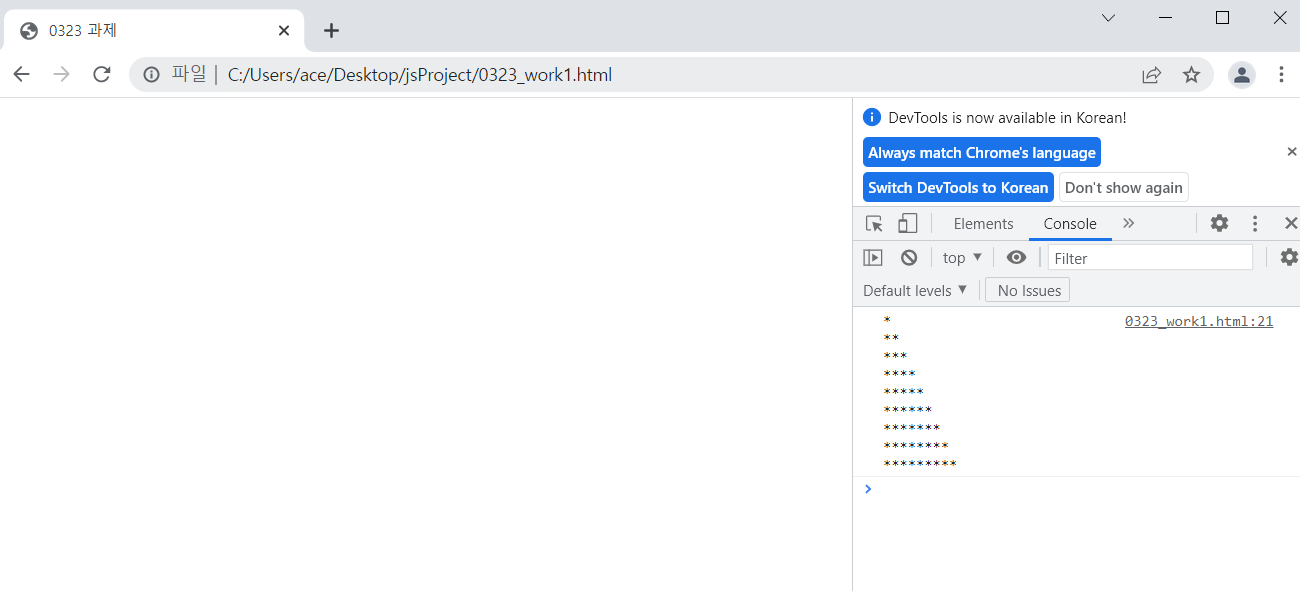 0323 과제
파일 | C:/Users/ace/Desktop/jsProject/0323_work1.html
DevTools is now available in Korean!
Always match Chrome's language
Switch DevTools to Korean Don't show again
Elements Console
top Filter
Default levels No Issues
* 0323_work1.html:21
**
***
****
*****
******
*******
********
*********